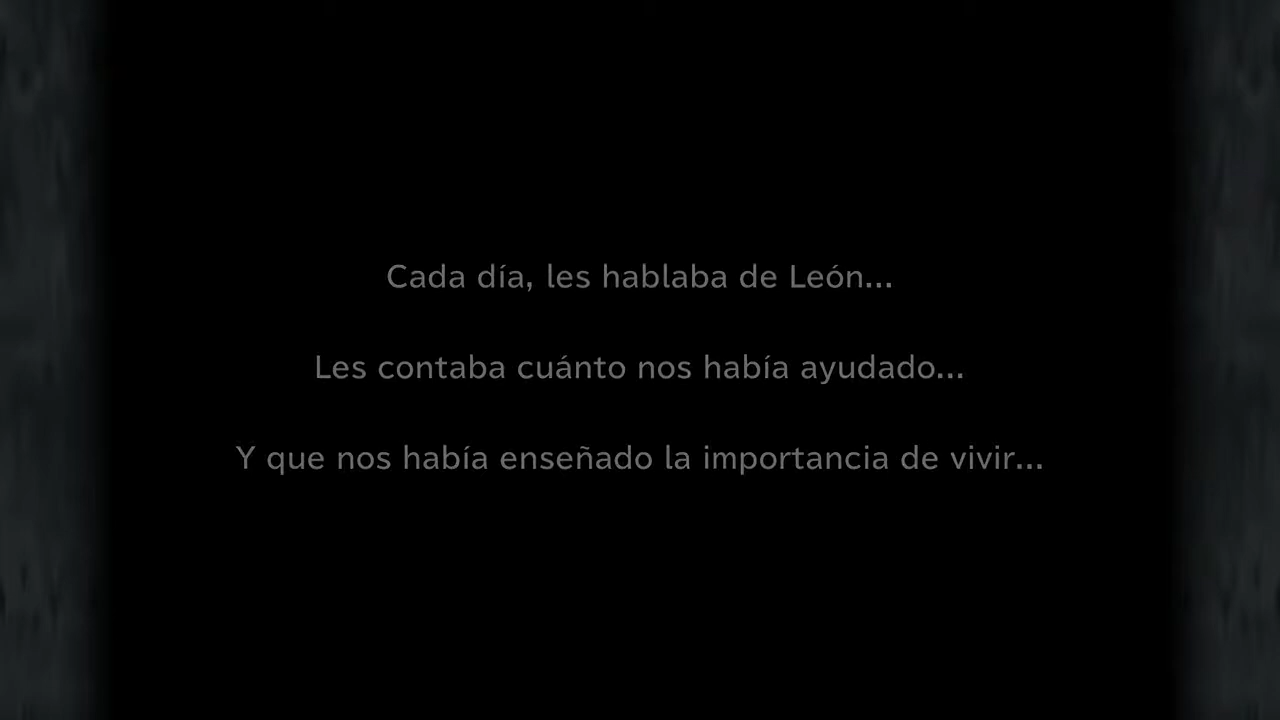 Cada día, les hablaba de León...
Les contaba cuánto nos había ayudado...
Y que nos había enseñado la importancia de vivir...